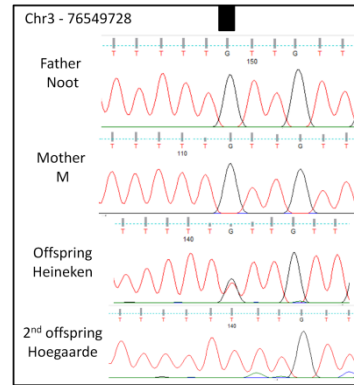 Chr3 - 76549728
T T T T T G T T G T T
150
Father
Noot
T T T T T G T T G T T
110
Mother
M
T T T T T G T T G T T
140
Offspring
Heineken
T T T T T T T T G T T
140
2nd offspring
Hoegaarde